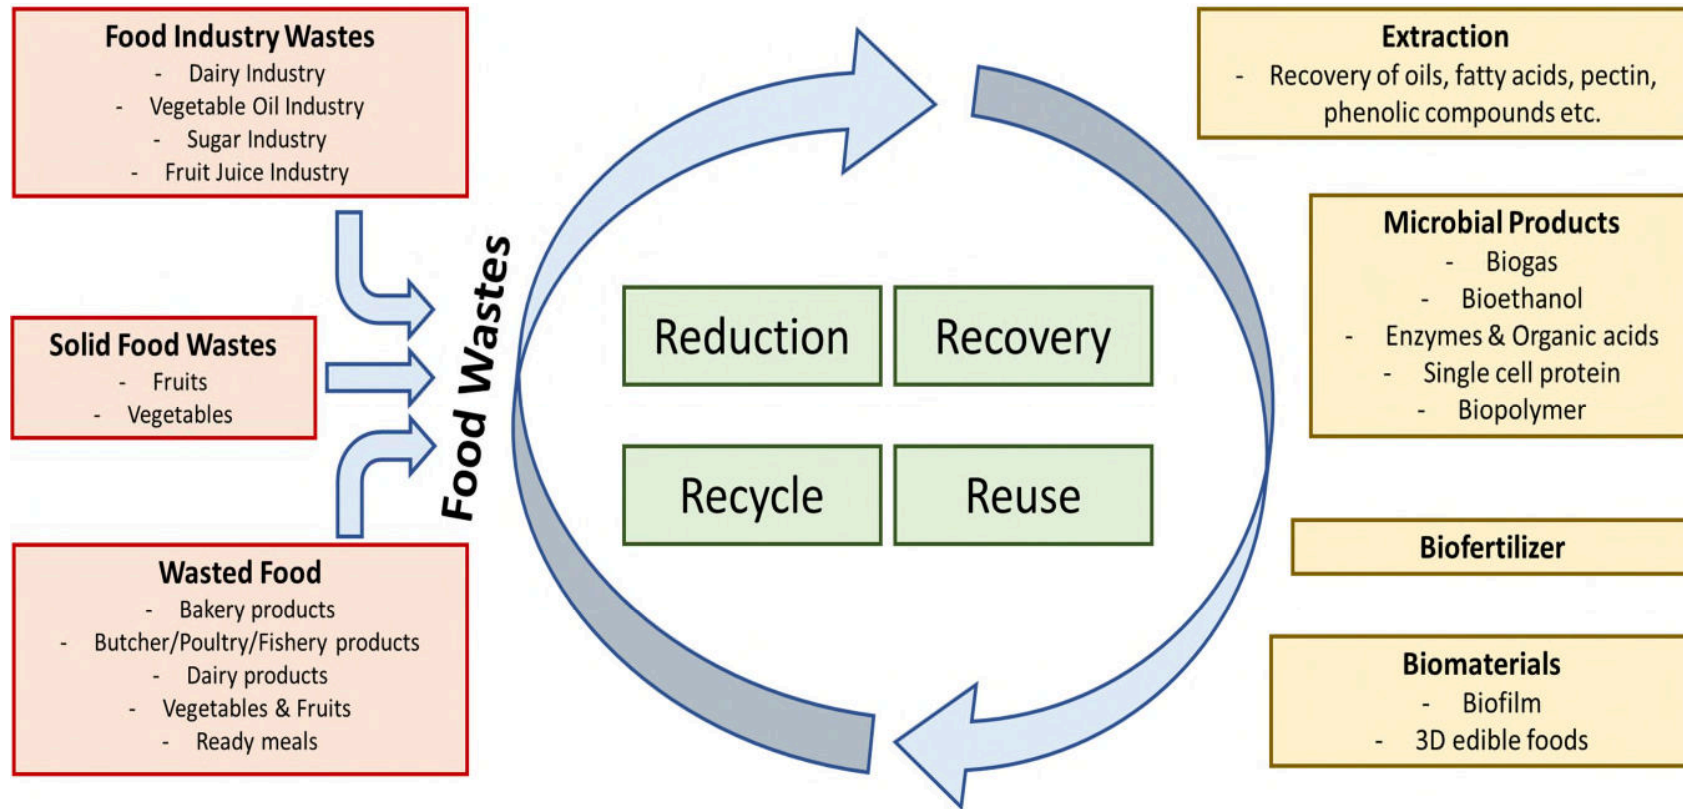 Food Industry Wastes
- Dairy Industry
- Vegetable Oil Industry
- Sugar Industry
- Fruit Juice Industry
Solid Food Wastes
- Fruits
- Vegetables
Wasted Food
- Bakery products
- Butcher/Poultry/Fishery products
- Dairy products
- Vegetables & Fruits
- Ready meals
Food Wastes
Reduction
Recovery
Recycle
Reuse
Extraction
- Recovery of oils, fatty acids, pectin,
phenolic compounds etc.
Microbial Products
- Biogas
- Bioethanol
- Enzymes & Organic acids
- Single cell protein
- Biopolymer
Biofertilizer
Biomaterials
- Biofilm
- 3D edible foods